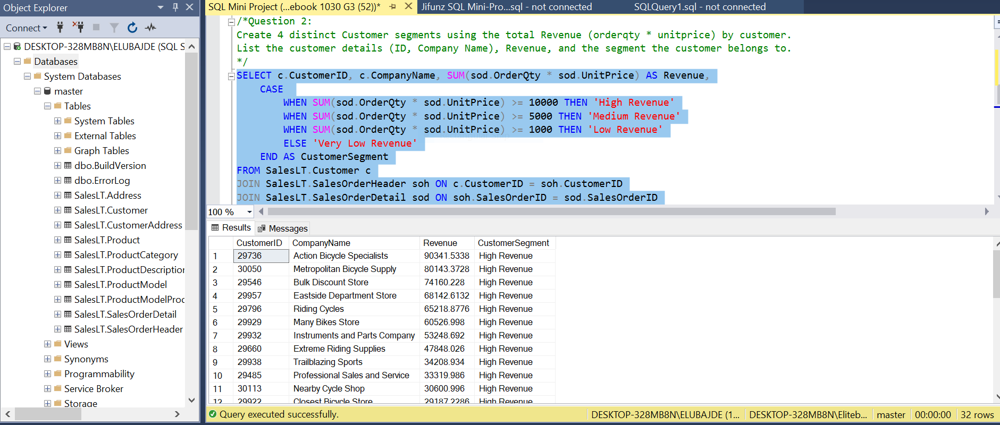 Object Explorer
Connect
DESKTOP-328MB8N\ELUBAJDE (SQL S
Databases
System Databases
master
Tables
System Tables
External Tables
Graph Tables
dbo.BuildVersion
dbo.ErrorLog
SalesLT.Address
SalesLT.Customer
SalesLT.CustomerAddress
SalesLT.Product
SalesLT.ProductCategory
SalesLT.ProductDescription
SalesLT.ProductModel
SalesLT.ProductModelProd
SalesLT.SalesOrderDetail
SalesLT.SalesOrderHeader
Views
Synonyms
Programmability
Service Broker
Storage
SQL Mini Project (...ebook 1030 G3 (52))* Jifunz SQL Mini-Pro...sql - not connected SQLQuery1.sql - not connected
/*Question 2:
Create 4 distinct Customer segments using the total Revenue (orderqty * unitprice) by customer.
List the customer details (ID, Company Name), Revenue, and the segment the customer belongs to.
*/
SELECT c.CustomerID, c.CompanyName, SUM(sod.OrderQty * sod.UnitPrice) AS Revenue,
CASE
WHEN SUM(sod.OrderQty * sod.UnitPrice) >= 10000 THEN 'High Revenue'
WHEN SUM(sod.OrderQty * sod.UnitPrice) >= 5000 THEN 'Medium Revenue'
WHEN SUM(sod.OrderQty * sod.UnitPrice) >= 1000 THEN 'Low Revenue'
ELSE 'Very Low Revenue'
END AS CustomerSegment
FROM SalesLT.Customer c
JOIN SalesLT.SalesOrderHeader soh ON c.CustomerID = soh.CustomerID
JOIN SalesLT.SalesOrderDetail sod ON soh.SalesOrderID = sod.SalesOrderID
100 %
Results Messages
CustomerID CompanyName Revenue CustomerSegment
1 29736 Action Bicycle Specialists 90341.5338 High Revenue
2 30050 Metropolitan Bicycle Supply 80143.3728 High Revenue
3 29546 Bulk Discount Store 74160.228 High Revenue
4 29957 Eastside Department Store 68142.6132 High Revenue
5 29796 Riding Cycles 65218.8776 High Revenue
6 29929 Many Bikes Store 60526.998 High Revenue
7 29932 Instruments and Parts Company 53248.692 High Revenue
8 29660 Extreme Riding Supplies 47848.026 High Revenue
9 29938 Trailblazing Sports 34208.934 High Revenue
10 29485 Professional Sales and Service 33319.986 High Revenue
11 30113 Nearby Cycle Shop 30600.996 High Revenue
12 29922 Closest Bicycle Store 29187.2286 High Revenue
Query executed successfully. DESKTOP-328MB8N\ELUBAJDE (1... DESKTOP-328MB8N\Eliteb... master 00:00:00 32 rows